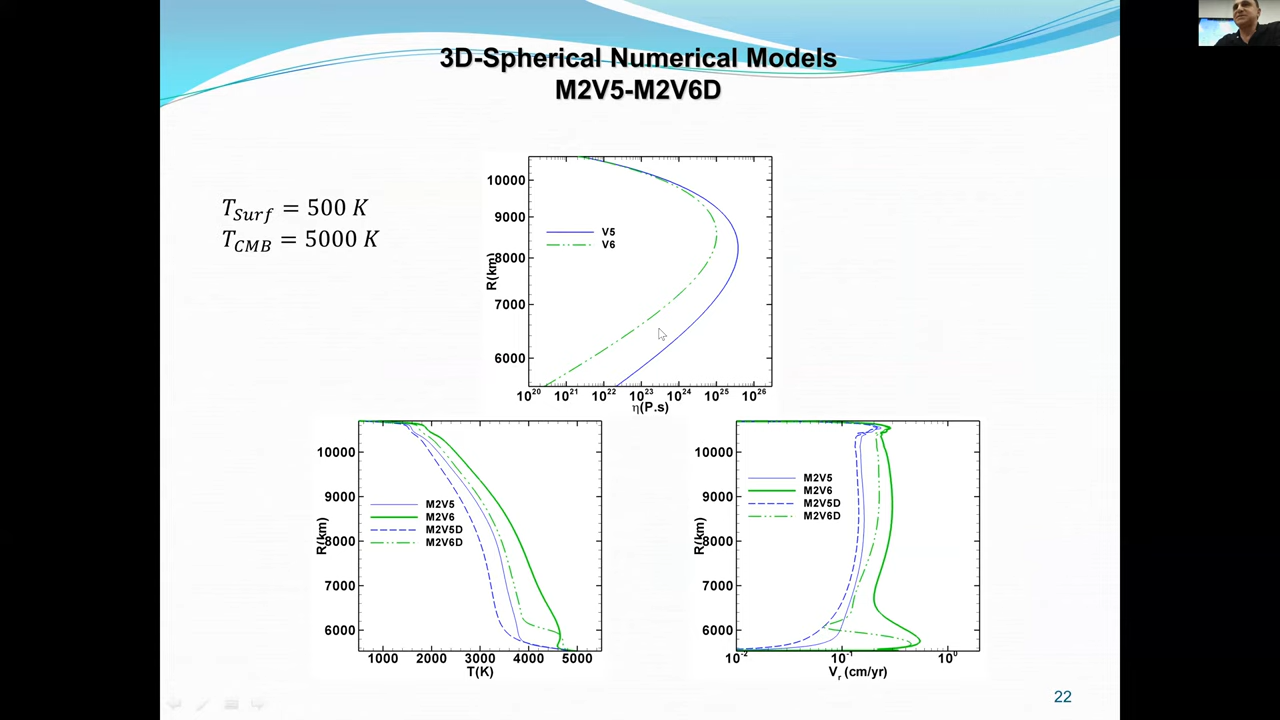 3D-Spherical Numerical Models
M2V5-M2V6D
T_Surf = 500 K
T_CMB = 5000 K
10000
9000
8000
7000
6000
R(km)
V5
V6
10^20 10^21 10^22 10^23 10^24 10^25 10^26
η(P.s)
10000
9000
8000
7000
6000
R(km)
M2V5
M2V6
M2V5D
M2V6D
1000 2000 3000 4000 5000
T(K)
10000
9000
8000
7000
6000
R(km)
M2V5
M2V6
M2V5D
M2V6D
10^-2 10^-1 10^0
V_r (cm/yr)
22